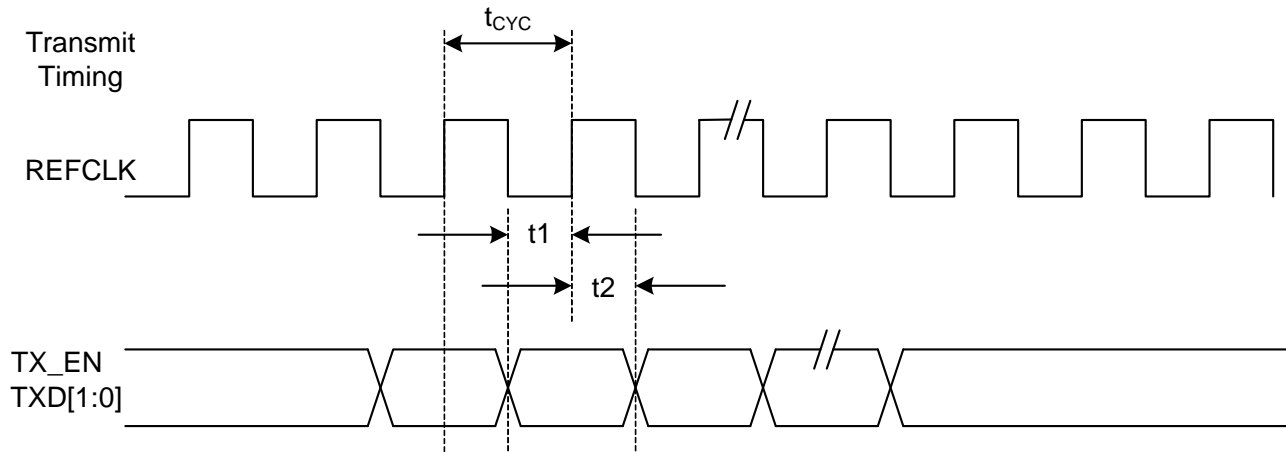 tCYC
Transmit
Timing
REFCLK
t1
t2
TX_EN
TXD[1:0]